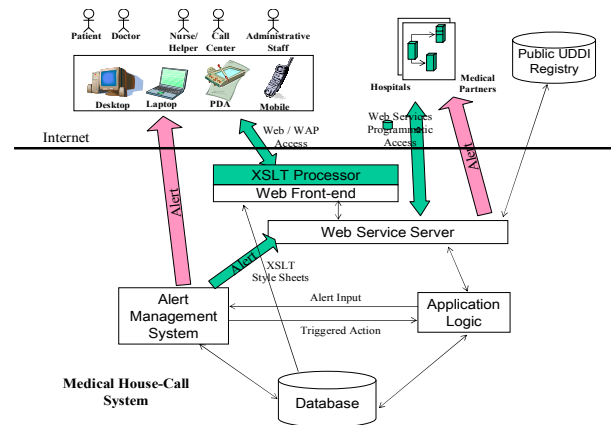 Patient
Doctor
Nurse/
Helper
Call
Center
Administrative
Staff
Public UDDI
Registry
Desktop
Laptop
PDA
Mobile
Hospitals
Medical
Partners
Internet
Web / WAP
Access
Web Services
Programmatic
Access
Alert
Alert
XSLT Processor
Web Front-end
Web Service Server
Alert /
XSLT
Style Sheets
Alert
Management
System
Alert Input
Triggered Action
Application
Logic
Medical House-Call
System
Database